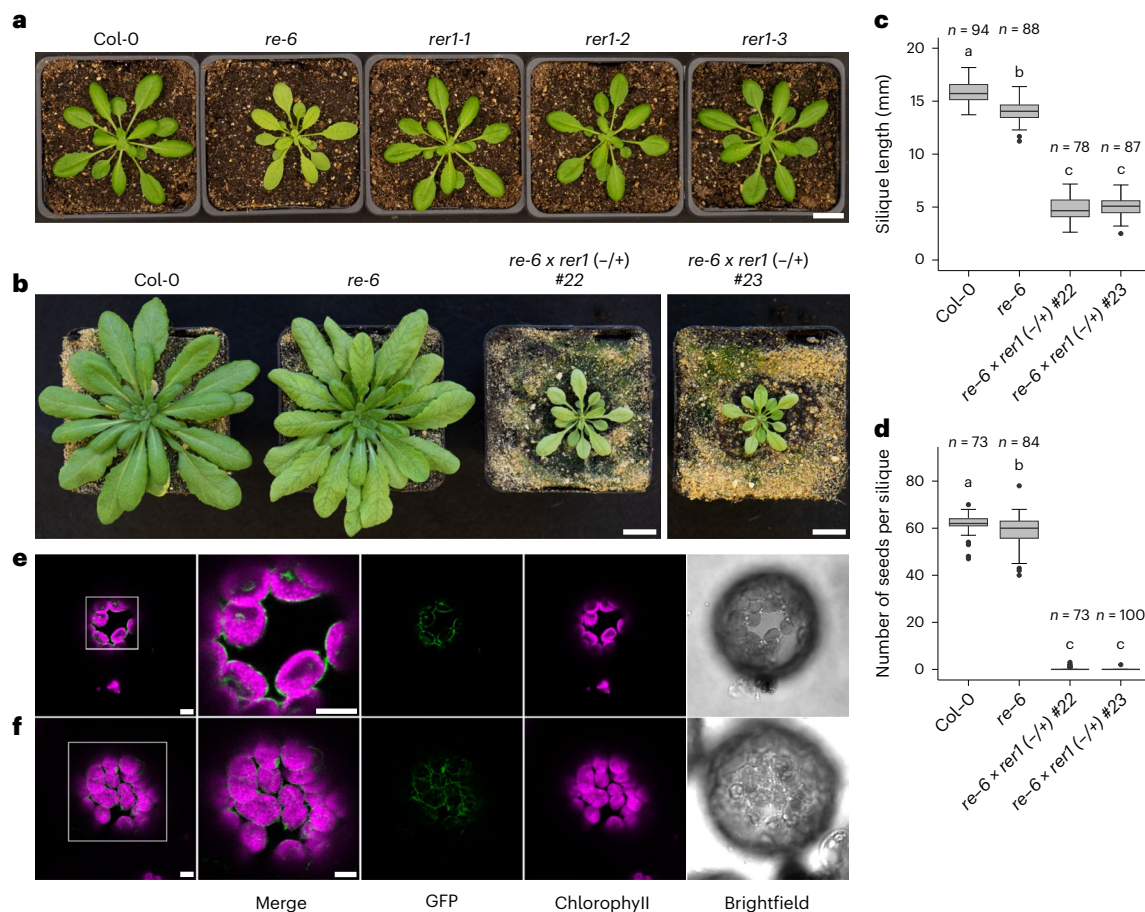 a
Col-0 re-6 rer1-1 rer1-2 rer1-3
b
Col-0 re-6 re-6 x rer1 (–/+) #22 re-6 x rer1 (–/+) #23
c
n = 94 n = 88
a
b
n = 78 n = 87
c c
Silique length (mm)
20
15
10
5
0
Col-0 re-6 re-6 × rer1 (–/+) #22 re-6 × rer1 (–/+) #23
d
n = 73 n = 84
a b
n = 73 n = 100
c c
Number of seeds per silique
80
60
40
20
0
Col-0 re-6 re-6 × rer1 (–/+) #22 re-6 × rer1 (–/+) #23
e
f
Merge GFP Chlorophyll Brightfield